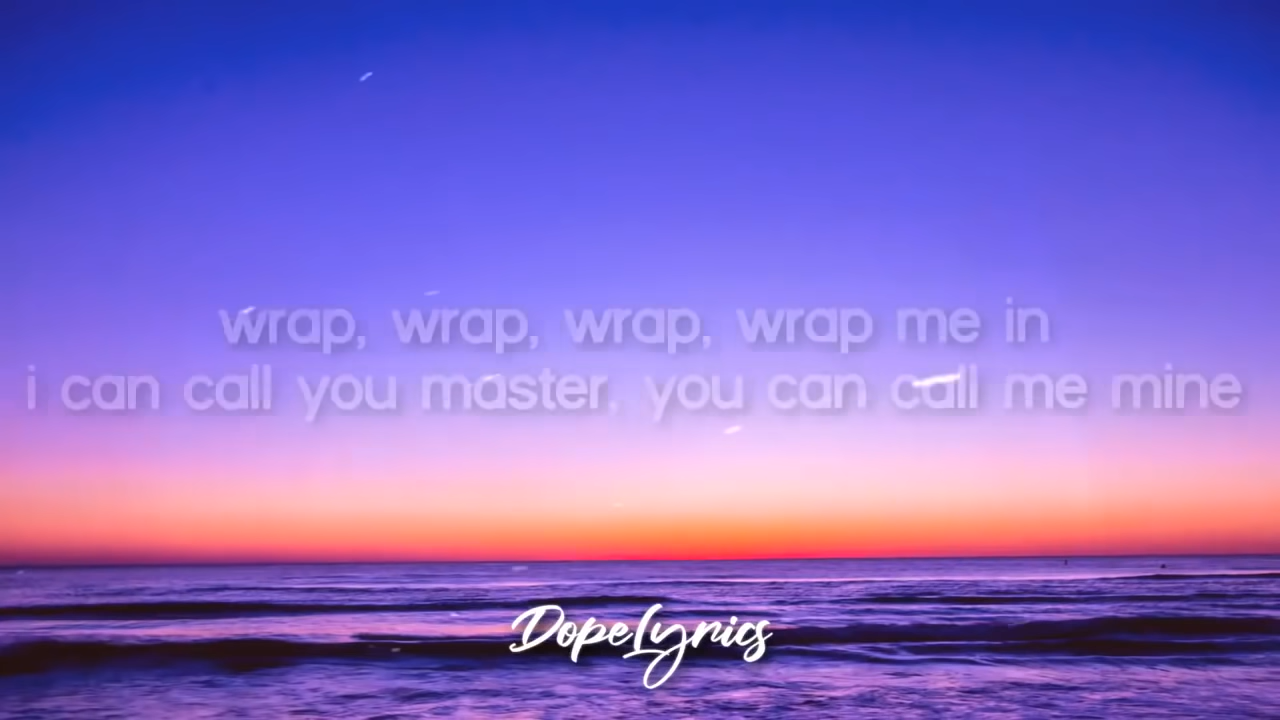 wrap, wrap, wrap, wrap me in
i can call you master, you can call me mine
DopeLyrics